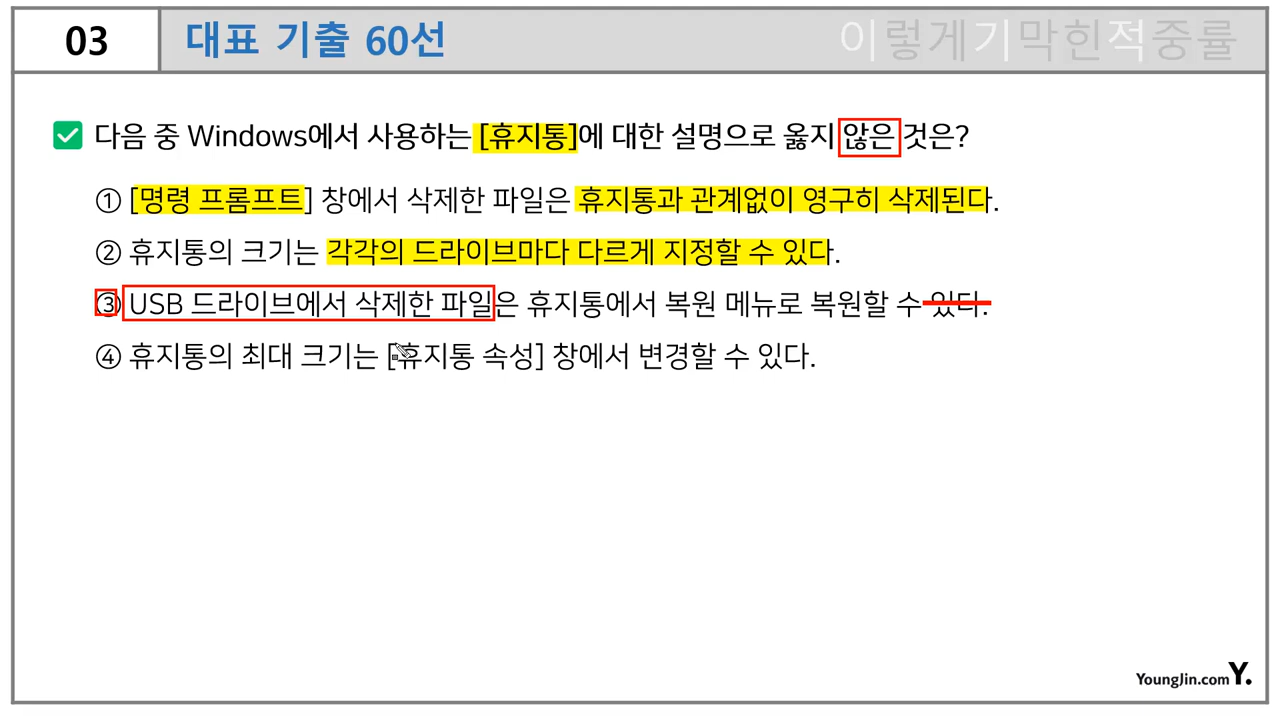 03 대표 기출 60선 이렇게기막힌적중률
다음 중 Windows에서 사용하는 [휴지통]에 대한 설명으로 옳지 않은 것은?
① [명령 프롬프트] 창에서 삭제한 파일은 휴지통과 관계없이 영구히 삭제된다.
② 휴지통의 크기는 각각의 드라이브마다 다르게 지정할 수 있다.
③ USB 드라이브에서 삭제한 파일은 휴지통에서 복원 메뉴로 복원할 수 있다.
④ 휴지통의 최대 크기는 [휴지통 속성] 창에서 변경할 수 있다.
YoungJin.com Y.